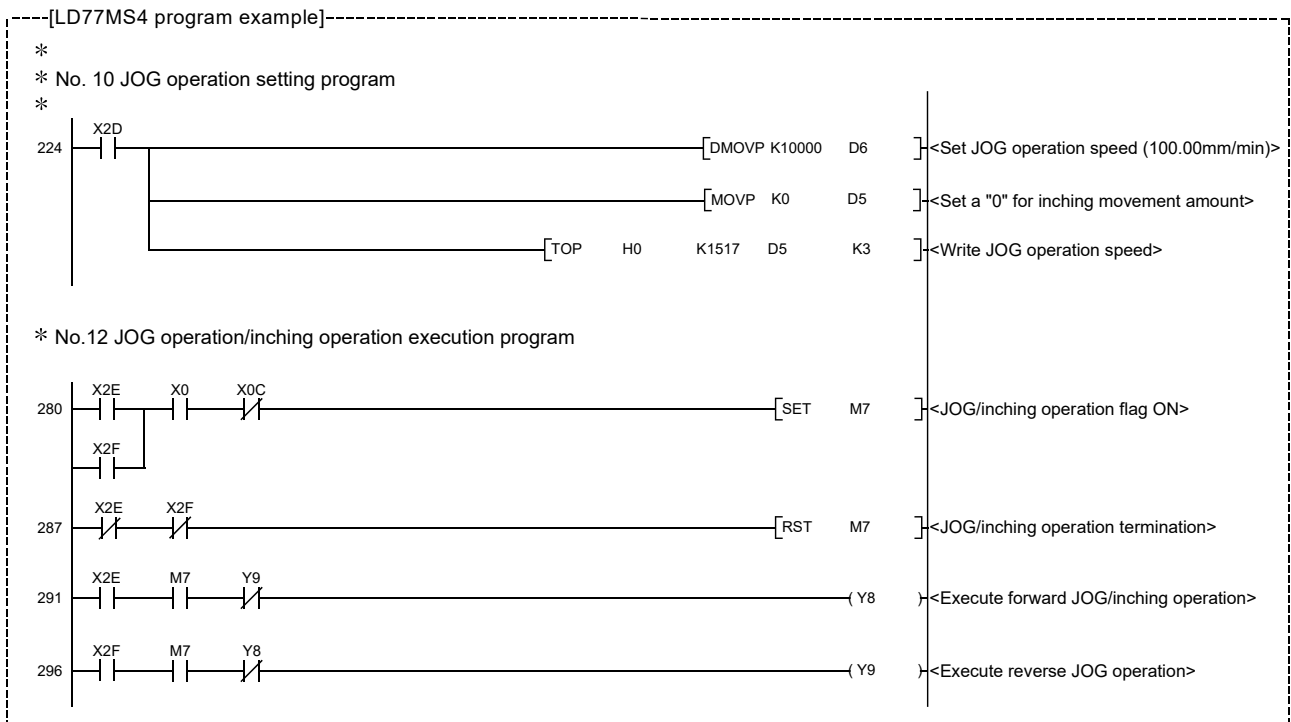 [LD77MS4 program example]
*
* No. 10 JOG operation setting program
*
X2D
224 [DMOVP K10000 D6 ] <Set JOG operation speed (100.00mm/min)>
[MOVP K0 D5 ] <Set a "0" for inching movement amount>
[TOP H0 K1517 D5 K3 ] <Write JOG operation speed>
* No.12 JOG operation/inching operation execution program
X2E X0 X0C
280 [SET M7 ] <JOG/inching operation flag ON>
X2F
X2E X2F
287 [RST M7 ] <JOG/inching operation termination>
X2E M7 Y9
291 ( Y8 ) <Execute forward JOG/inching operation>
X2F M7 Y8
296 ( Y9 ) <Execute reverse JOG operation>